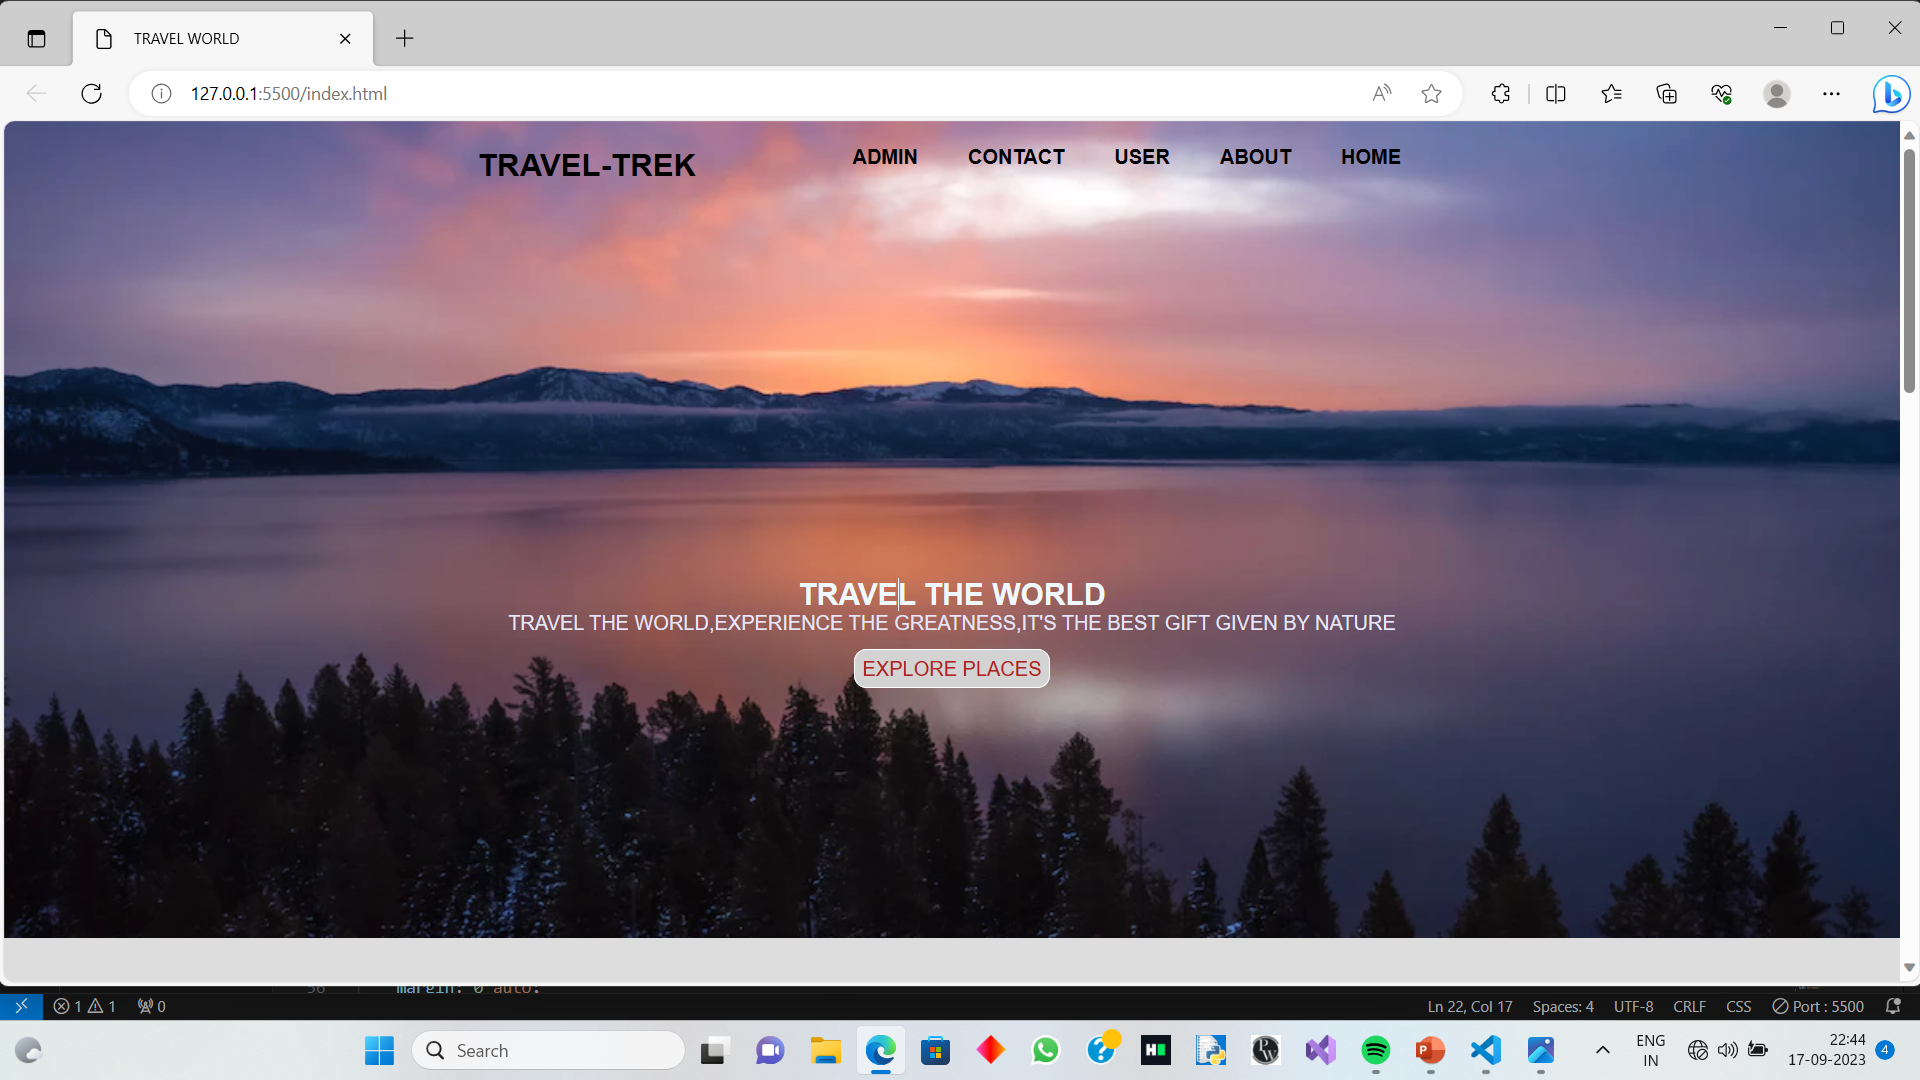 TRAVEL WORLD
127.0.0.1:5500/index.html
TRAVEL-TREK
ADMIN CONTACT USER ABOUT HOME
TRAVEL THE WORLD
TRAVEL THE WORLD,EXPERIENCE THE GREATNESS,IT'S THE BEST GIFT GIVEN BY NATURE
EXPLORE PLACES
56 margin: 0 auto;
1 1 0 Ln 22, Col 17 Spaces: 4 UTF-8 CRLF CSS Port : 5500
Search
ENG
IN
22:44
17-09-2023
4